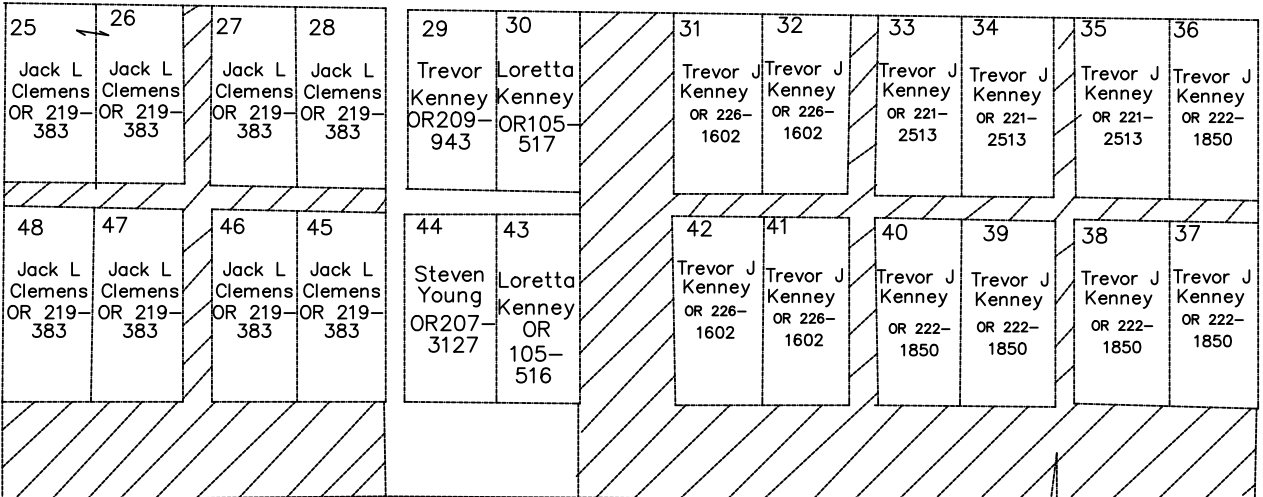 25
Jack L
Clemens
OR 219-
383
26
Jack L
Clemens
OR 219-
383
27
Jack L
Clemens
OR 219-
383
28
Jack L
Clemens
OR 219-
383
29
Trevor
Kenney
OR209-
943
30
Loretta
Kenney
OR105-
517
31
Trevor J
Kenney
OR 226-
1602
32
Trevor J
Kenney
OR 226-
1602
33
Trevor J
Kenney
OR 221-
2513
34
Trevor J
Kenney
OR 221-
2513
35
Trevor J
Kenney
OR 221-
2513
36
Trevor J
Kenney
OR 222-
1850
48
Jack L
Clemens
OR 219-
383
47
Jack L
Clemens
OR 219-
383
46
Jack L
Clemens
OR 219-
383
45
Jack L
Clemens
OR 219-
383
44
Steven
Young
OR207-
3127
43
Loretta
Kenney
OR
105-
516
42
Trevor J
Kenney
OR 226-
1602
41
Trevor J
Kenney
OR 226-
1602
40
Trevor J
Kenney
OR 222-
1850
39
Trevor J
Kenney
OR 222-
1850
38
Trevor J
Kenney
OR 222-
1850
37
Trevor J
Kenney
OR 222-
1850